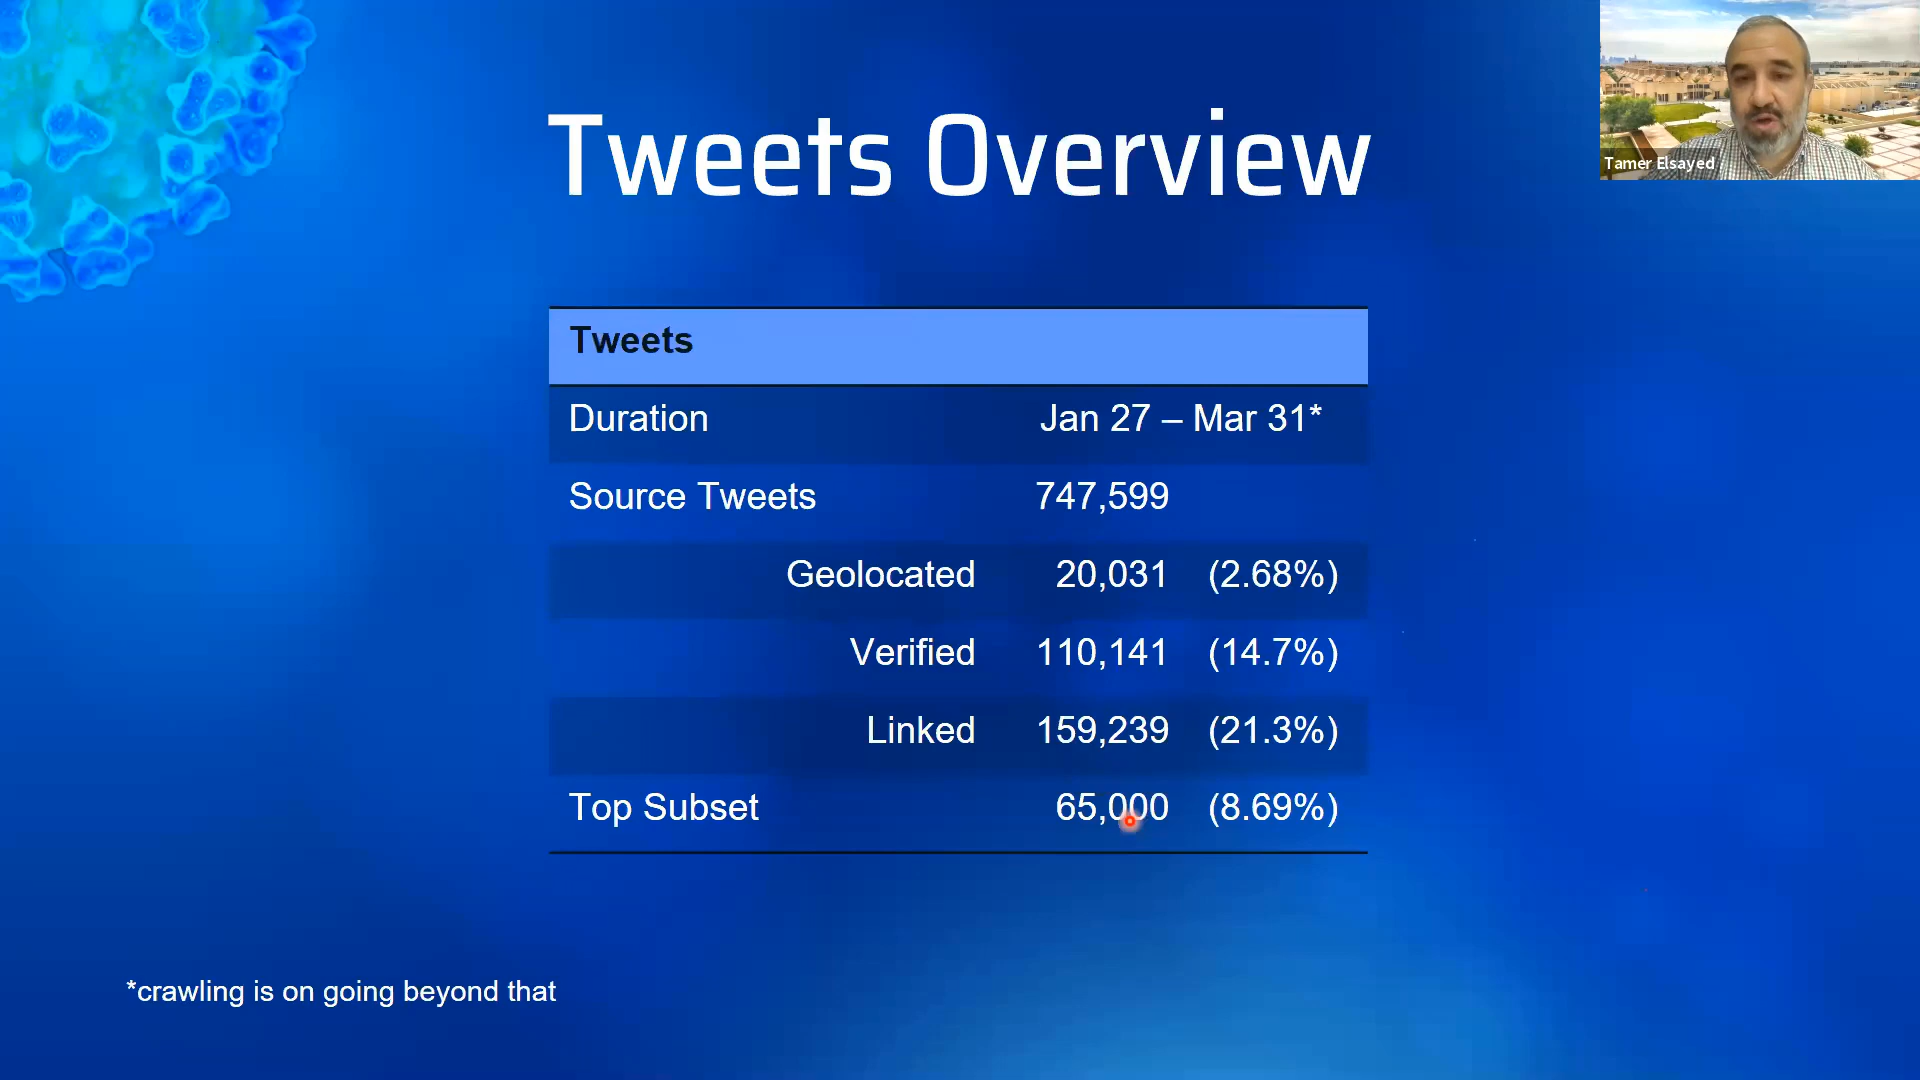 Tweets Overview
Tamer Elsayed
Tweets
Duration Jan 27 – Mar 31*
Source Tweets 747,599
Geolocated 20,031 (2.68%)
Verified 110,141 (14.7%)
Linked 159,239 (21.3%)
Top Subset 65,000 (8.69%)
*crawling is on going beyond that